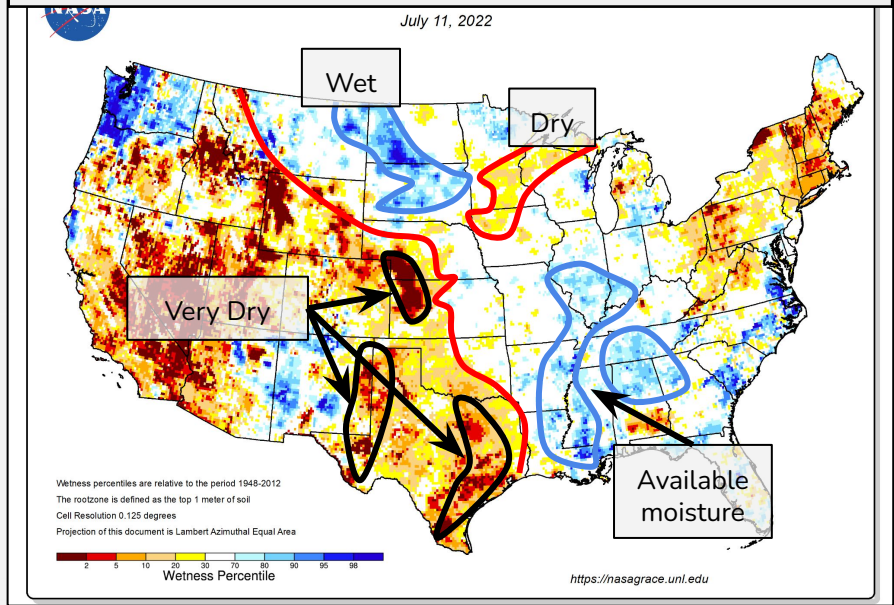 NASA
July 11, 2022
Wet
Dry
Very Dry
Available
moisture
Wetness percentiles are relative to the period 1948-2012
The rootzone is defined as the top 1 meter of soil
Cell Resolution 0.125 degrees
Projection of this document is Lambert Azimuthal Equal Area
2 5 10 20 30 70 80 90 95 98
Wetness Percentile
https://nasagrace.unl.edu